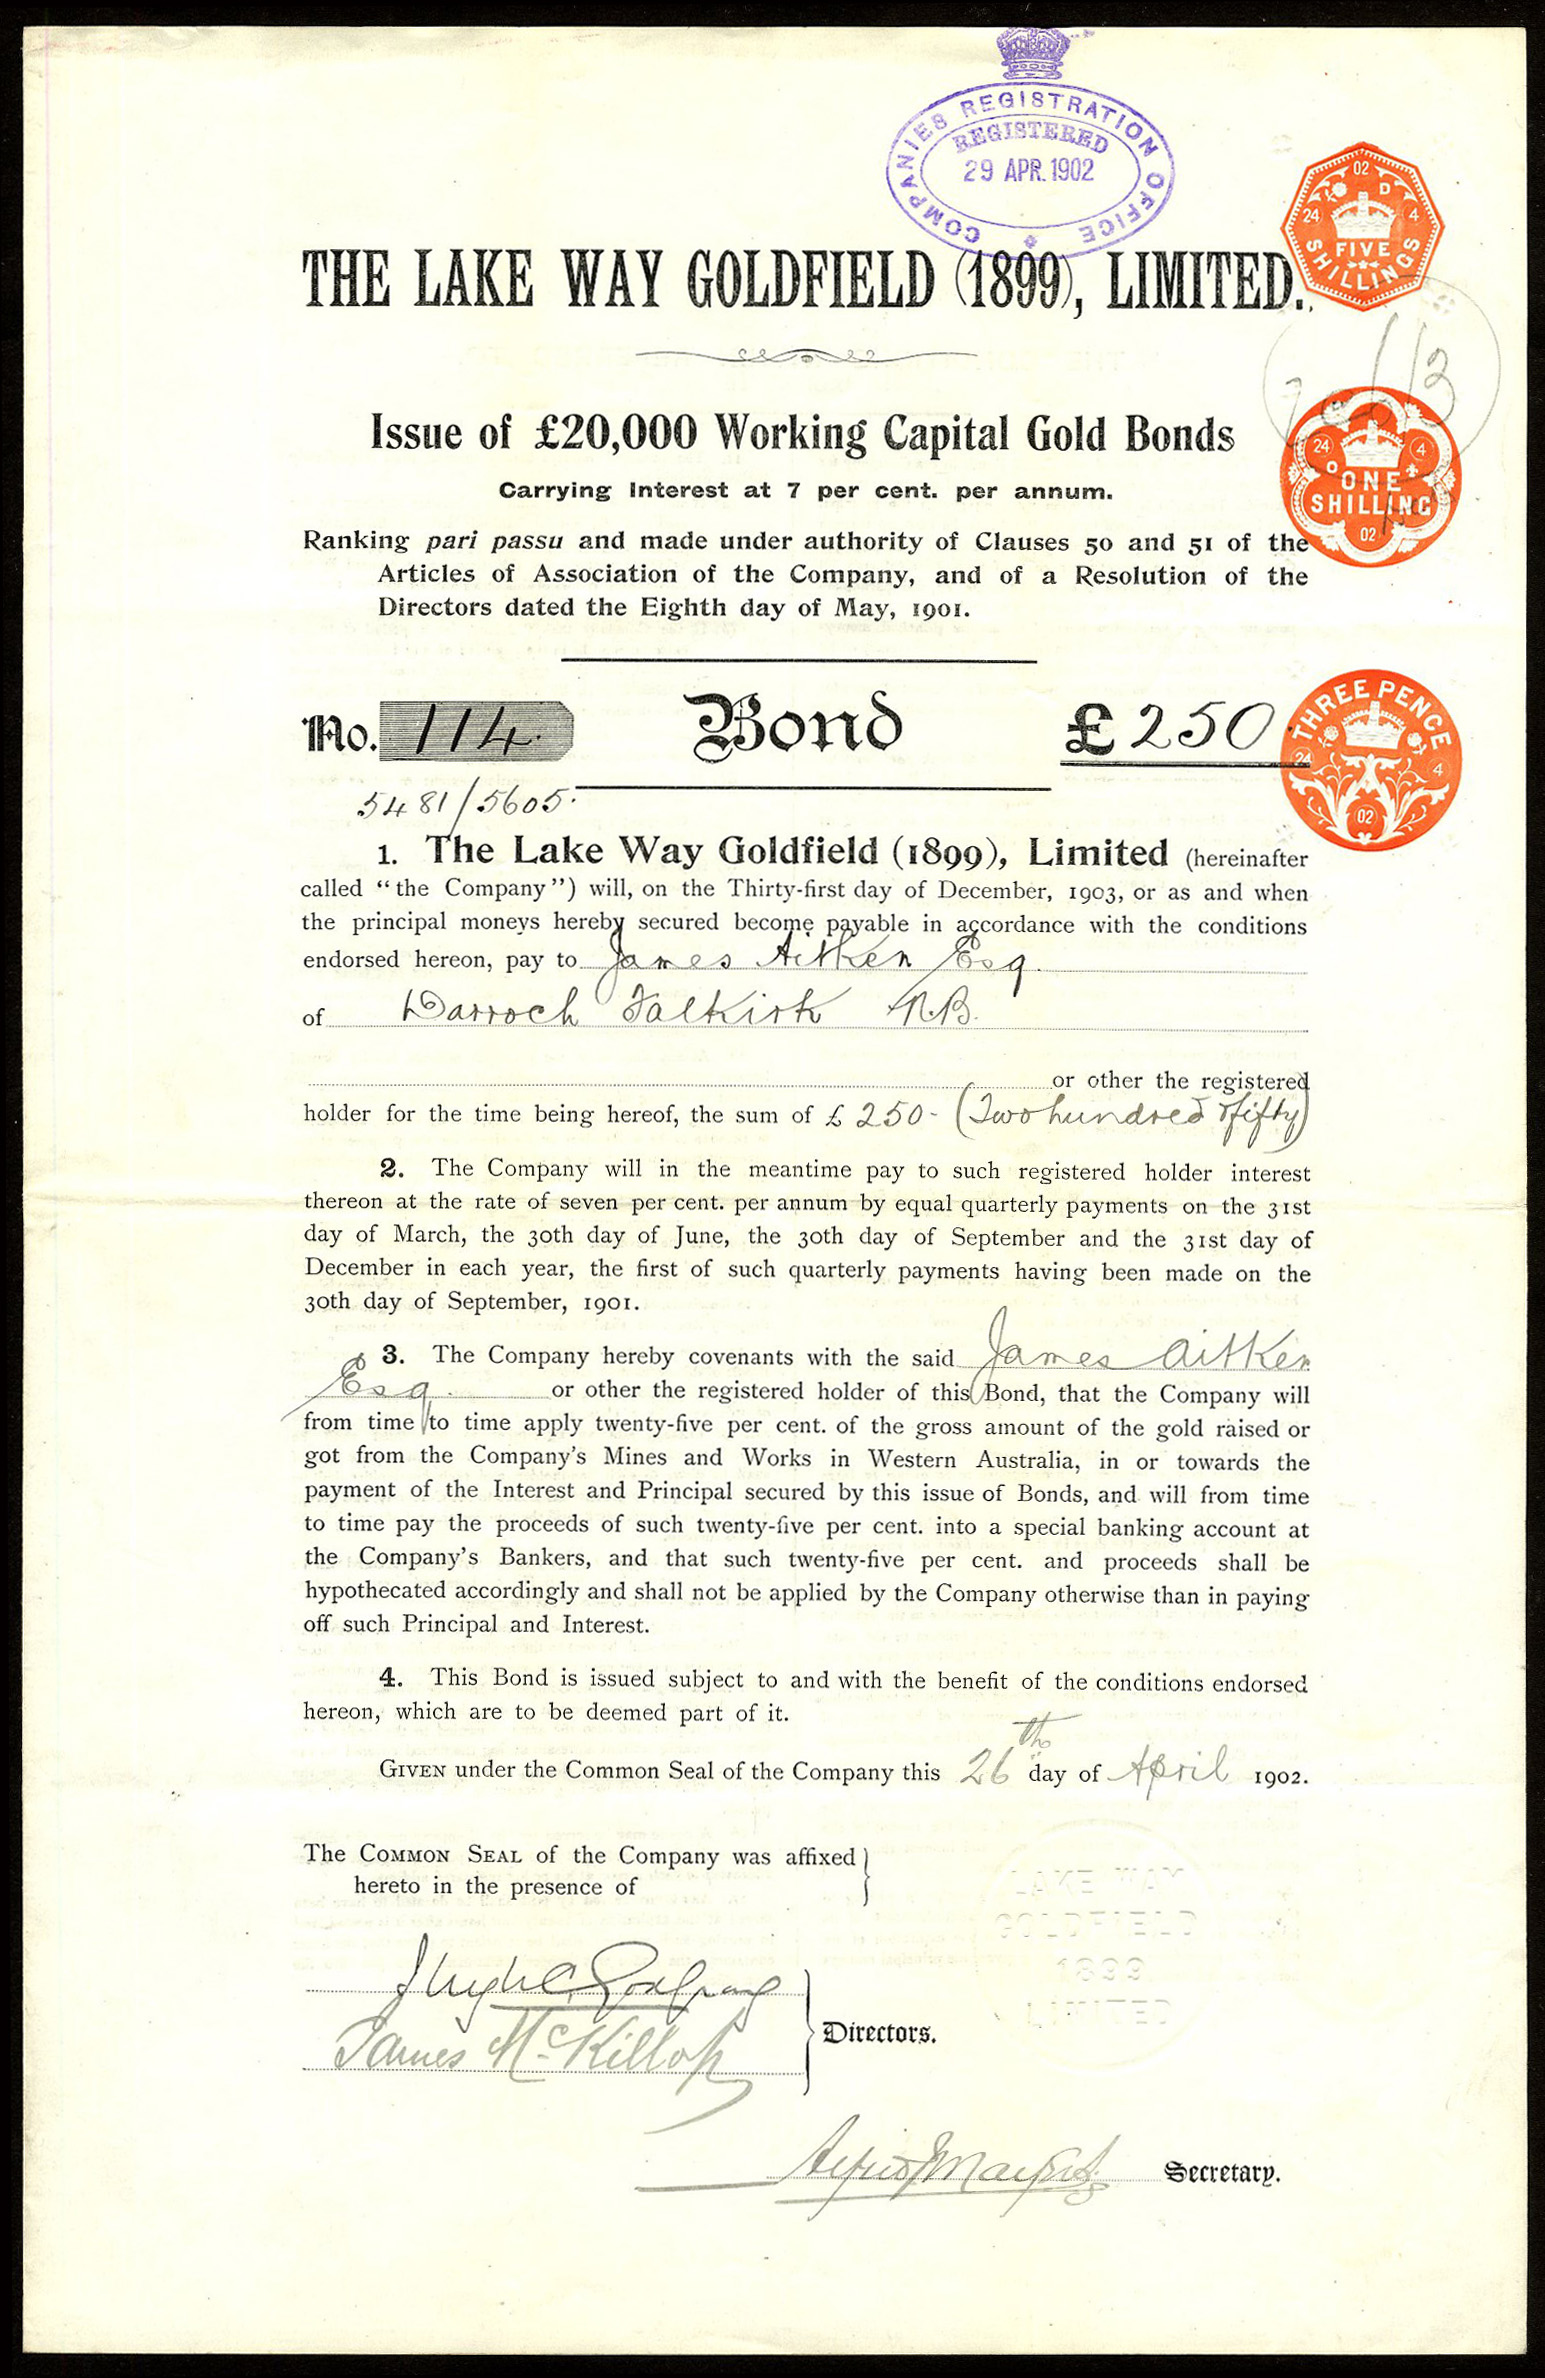 COMPANIES REGISTRATION OFFICE
REGISTERED
29 APR. 1902
02
D
24 4
FIVE
SHILLINGS
THE LAKE WAY GOLDFIELD (1899), LIMITED.
Issue of £20,000 Working Capital Gold Bonds
24 4
O
ONE
SHILLING
02
Carrying Interest at 7 per cent. per annum.
Ranking pari passu and made under authority of Clauses 50 and 51 of the
Articles of Association of the Company, and of a Resolution of the
Directors dated the Eighth day of May, 1901.
No. 114. Bond £250.
THREE PENCE
24 4
02
5481/5605.
1. The Lake Way Goldfield (1899), Limited (hereinafter
called "the Company") will, on the Thirty-first day of December, 1903, or as and when
the principal moneys hereby secured become payable in accordance with the conditions
endorsed hereon, pay to James Aitken Esq.
of Darroch Falkirk N.B.
or other the registered
holder for the time being hereof, the sum of £250- (Two hundred & fifty)
2. The Company will in the meantime pay to such registered holder interest
thereon at the rate of seven per cent. per annum by equal quarterly payments on the 31st
day of March, the 30th day of June, the 30th day of September and the 31st day of
December in each year, the first of such quarterly payments having been made on the
30th day of September, 1901.
3. The Company hereby covenants with the said James Aitken
Esq. or other the registered holder of this Bond, that the Company will
from time to time apply twenty-five per cent. of the gross amount of the gold raised or
got from the Company's Mines and Works in Western Australia, in or towards the
payment of the Interest and Principal secured by this issue of Bonds, and will from time
to time pay the proceeds of such twenty-five per cent. into a special banking account at
the Company's Bankers, and that such twenty-five per cent. and proceeds shall be
hypothecated accordingly and shall not be applied by the Company otherwise than in paying
off such Principal and Interest.
4. This Bond is issued subject to and with the benefit of the conditions endorsed
hereon, which are to be deemed part of it.
GIVEN under the Common Seal of the Company this 26th day of April 1902.
The COMMON SEAL of the Company was affixed
hereto in the presence of
LAKE WAY
GOLDFIELD
1899
LIMITED
James McKillop
Directors.
Secretary.